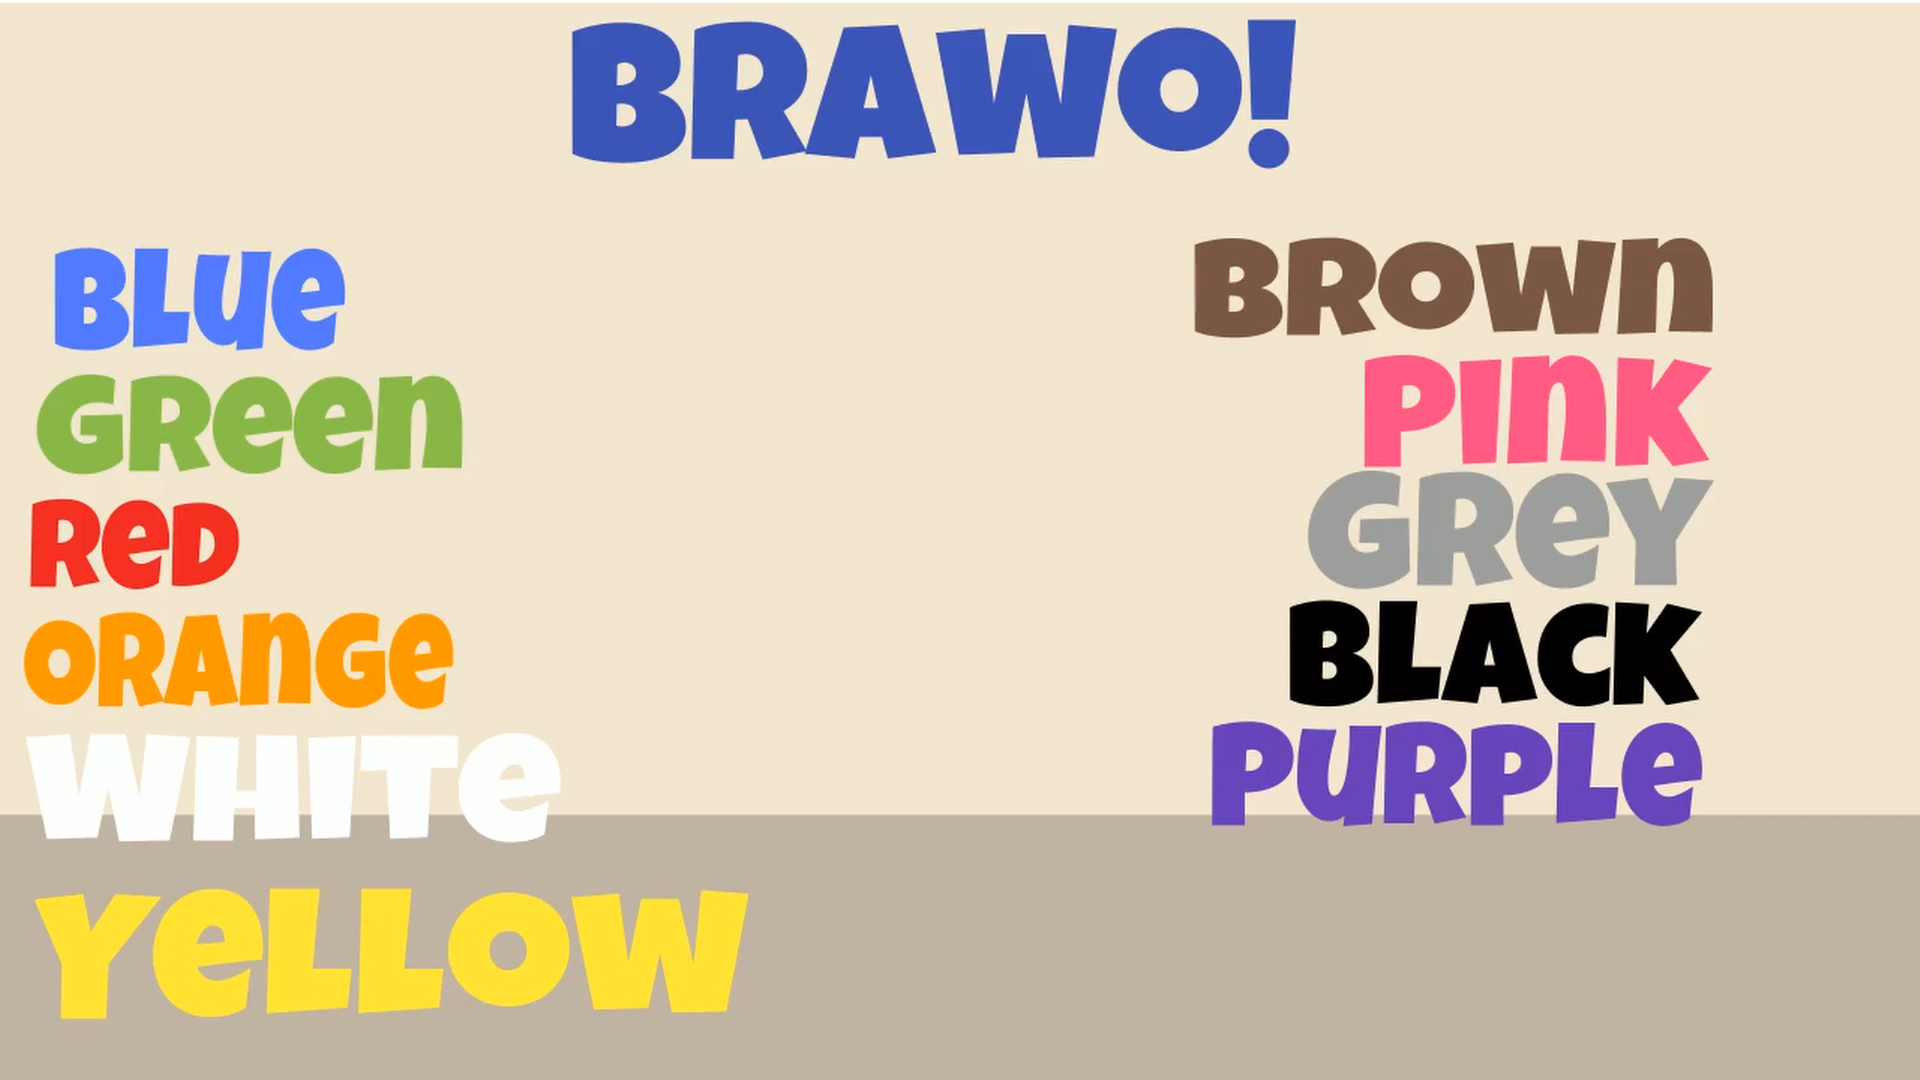 BRAWO!
BLue
GReen
ReD
ORAnGe
WHITe
YeLLOW
BROWn
PInK
GReY
BLACK
PuRPLe